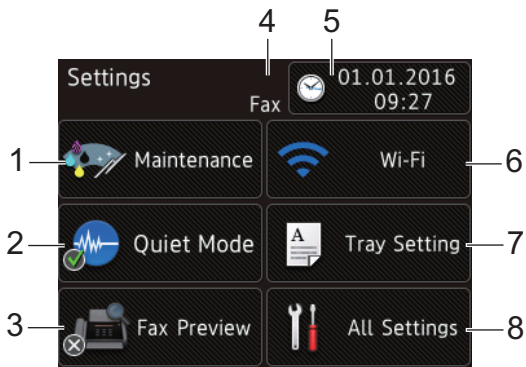 4 5
Settings
Fax
01.01.2016
09:27
1 Maintenance
Wi-Fi 6
2 Quiet Mode
A
Tray Setting 7
3 Fax Preview
All Settings 8